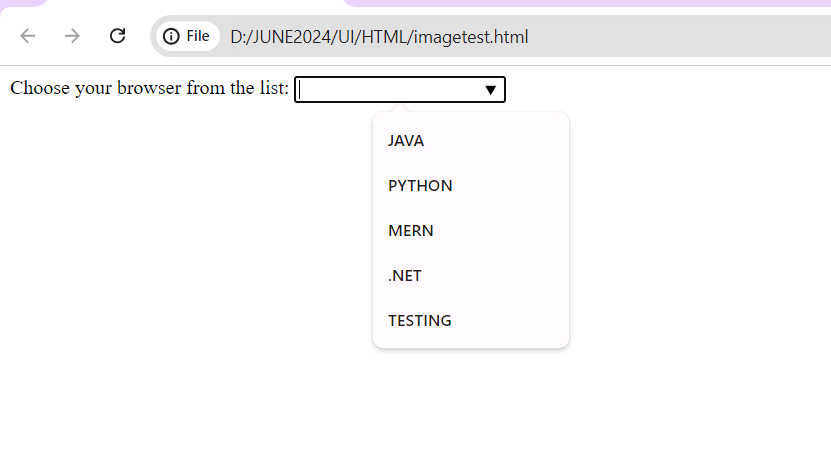 File D:/JUNE2024/UI/HTML/imagetest.html
Choose your browser from the list:
JAVA
PYTHON
MERN
.NET
TESTING